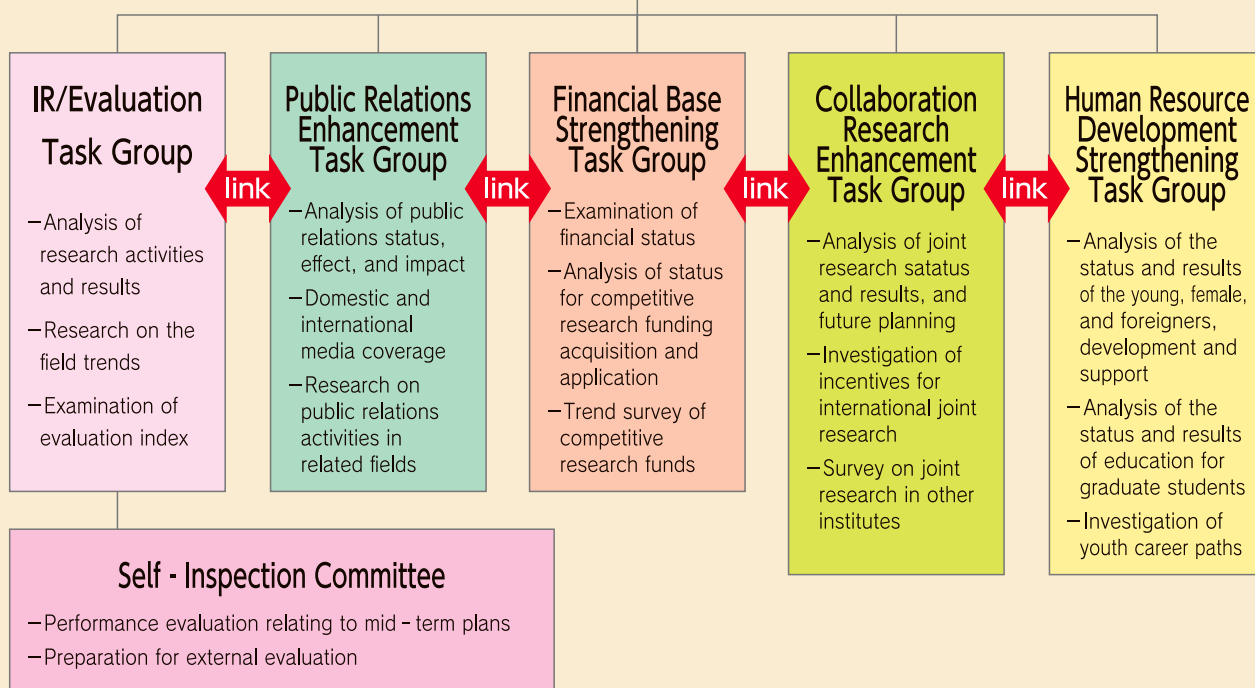 IR/Evaluation
Task Group
—Analysis of
research activities
and results
—Research on the
field trends
—Examination of
evaluation index
link
Public Relations
Enhancement
Task Group
—Analysis of public
relations status,
effect, and impact
—Domestic and
international
media coverage
—Research on
public relations
activities in
related fields
link
Financial Base
Strengthening
Task Group
—Examination of
financial status
—Analysis of status
for competitive
research funding
acquisition and
application
—Trend survey of
competitive
research funds
link
Collaboration
Research
Enhancement
Task Group
—Analysis of joint
research satatus
and results, and
future planning
—Investigation of
incentives for
international joint
research
—Survey on joint
research in other
institutes
link
Human Resource
Development
Strengthening
Task Group
—Analysis of the
status and results
of the young, female,
and foreigners,
development and
support
—Analysis of the
status and results
of education for
graduate students
—Investigation of
youth career paths
Self - Inspection Committee
—Performance evaluation relating to mid - term plans
—Preparation for external evaluation